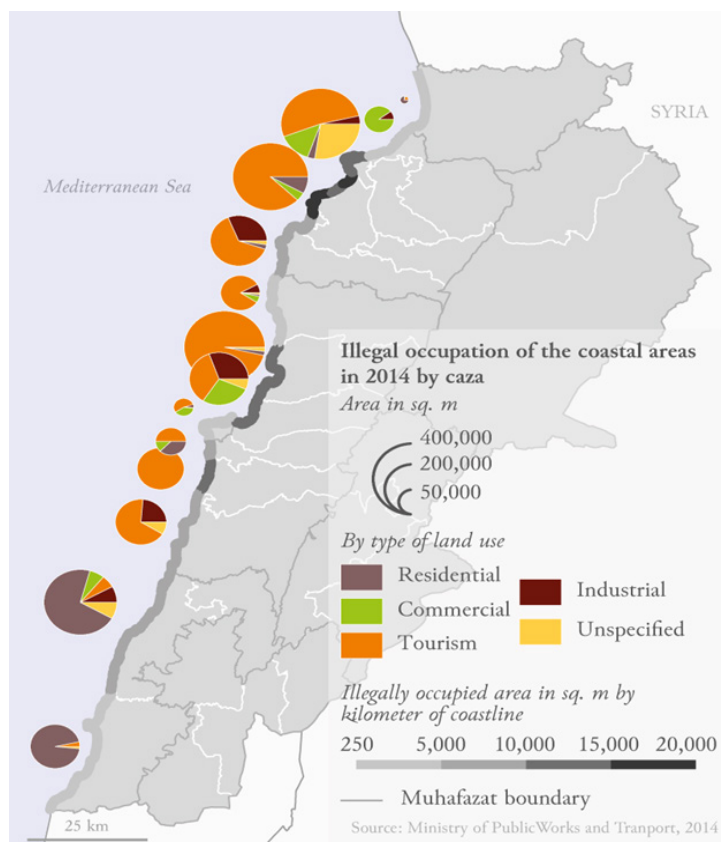 SYRIA
Mediterranean Sea
Illegal occupation of the coastal areas
in 2014 by caza
Area in sq. m
400,000
200,000
50,000
By type of land use
Residential
Commercial
Tourism
Industrial
Unspecified
Illegally occupied area in sq. m by
kilometer of coastline
250 5,000 10,000 15,000 20,000
Muhafazat boundary
25 km
Source: Ministry of PublicWorks and Tranport, 2014